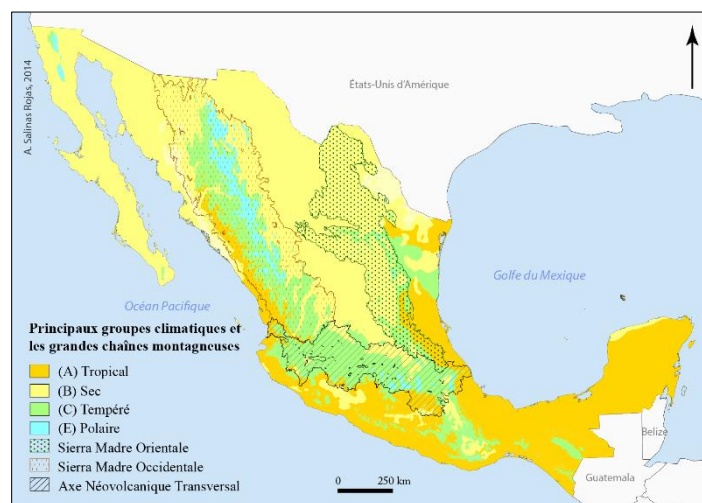 A. Salinas Rojas, 2014
États-Unis d'Amérique
Golfe du Mexique
Océan Pacifique
Principaux groupes climatiques et
les grandes chaînes montagneuses
(A) Tropical
(B) Sec
(C) Tempéré
(E) Polaire
Sierra Madre Orientale
Sierra Madre Occidentale
Axe Néovolcanique Transversal
0 250 km
Belize
Guatemala